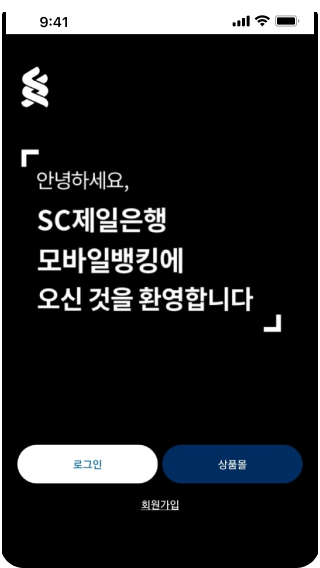 9:41
안녕하세요,
SC제일은행
모바일뱅킹에
오신 것을 환영합니다
로그인
상품몰
회원가입